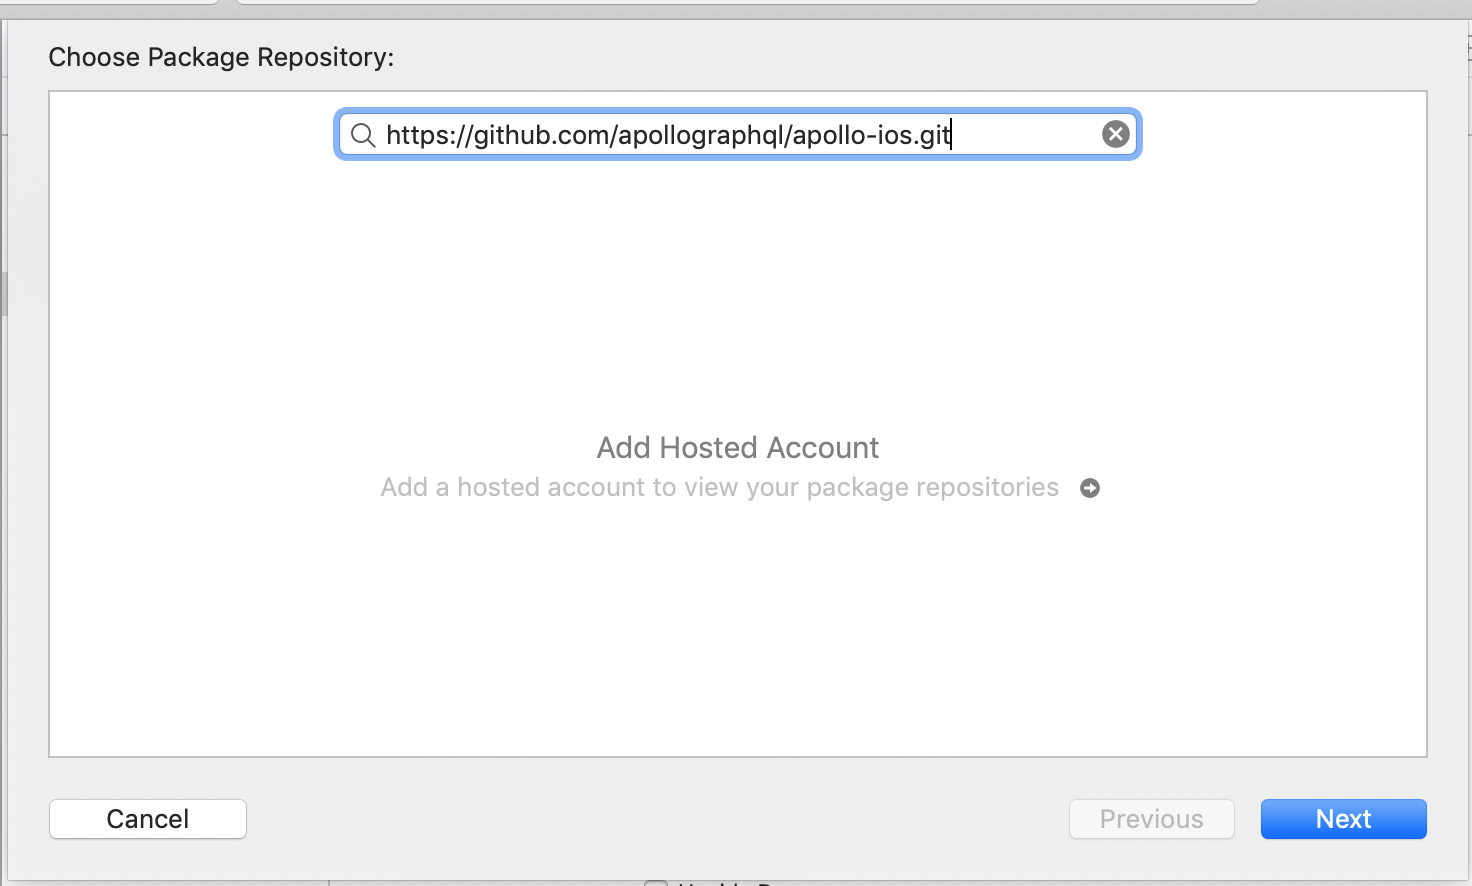 Choose Package Repository:
https://github.com/apollographql/apollo-ios.git
Add Hosted Account
Add a hosted account to view your package repositories
Cancel
Previous
Next